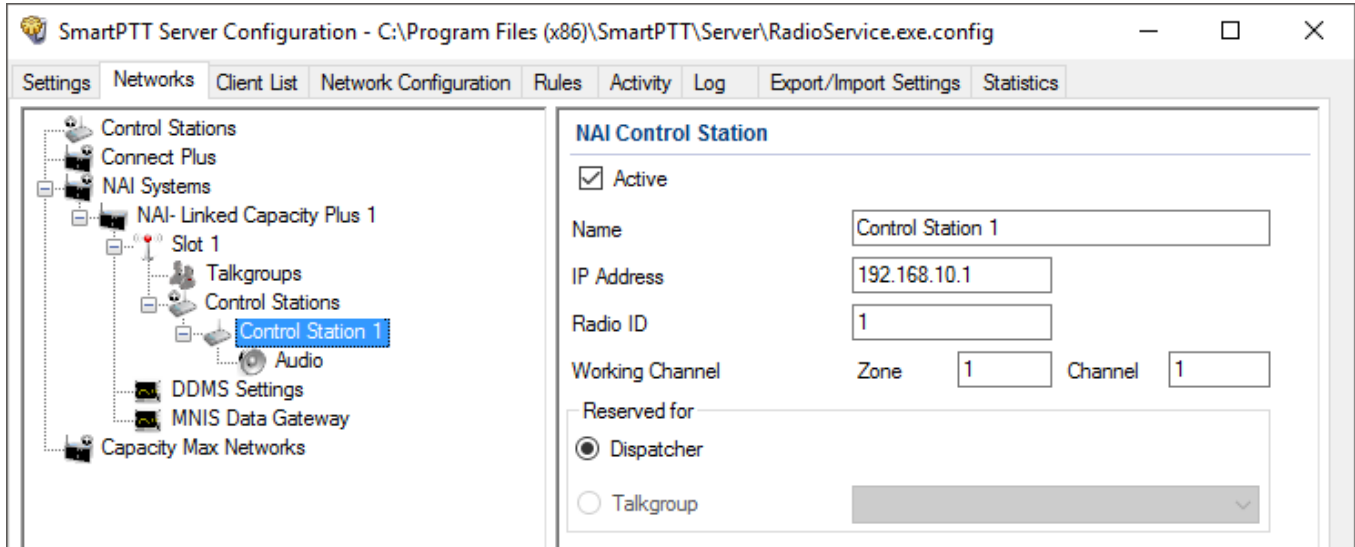 SmartPTT Server Configuration - C:\Program Files (x86)\SmartPTT\Server\RadioService.exe.config
Settings Networks Client List Network Configuration Rules Activity Log Export/Import Settings Statistics
Control Stations
Connect Plus
NAI Systems
NAI- Linked Capacity Plus 1
Slot 1
Talkgroups
Control Stations
Control Station 1
Audio
DDMS Settings
MNIS Data Gateway
Capacity Max Networks
NAI Control Station
Active
Name Control Station 1
IP Address 192.168.10.1
Radio ID 1
Working Channel Zone 1 Channel 1
Reserved for
Dispatcher
Talkgroup